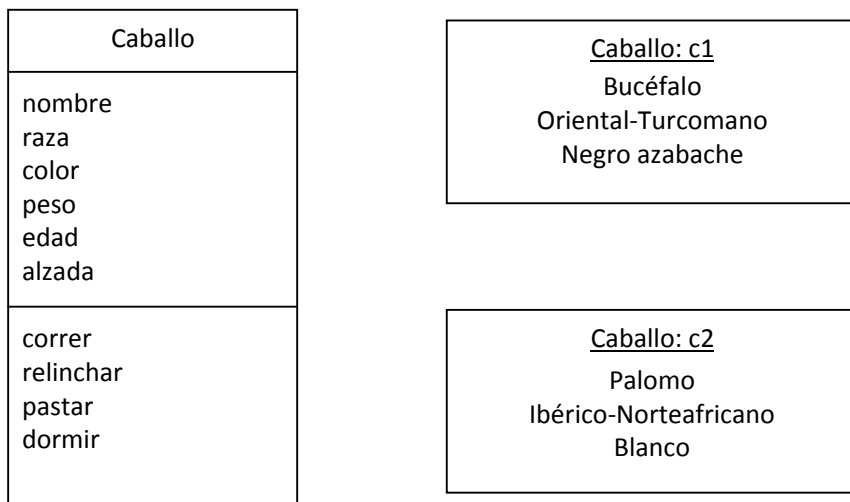 Caballo
nombre
raza
color
peso
edad
alzada
correr
relinchar
pastar
dormir
Caballo: c1
Bucéfalo
Oriental-Turcomano
Negro azabache
Caballo: c2
Palomo
Ibérico-Norteafricano
Blanco